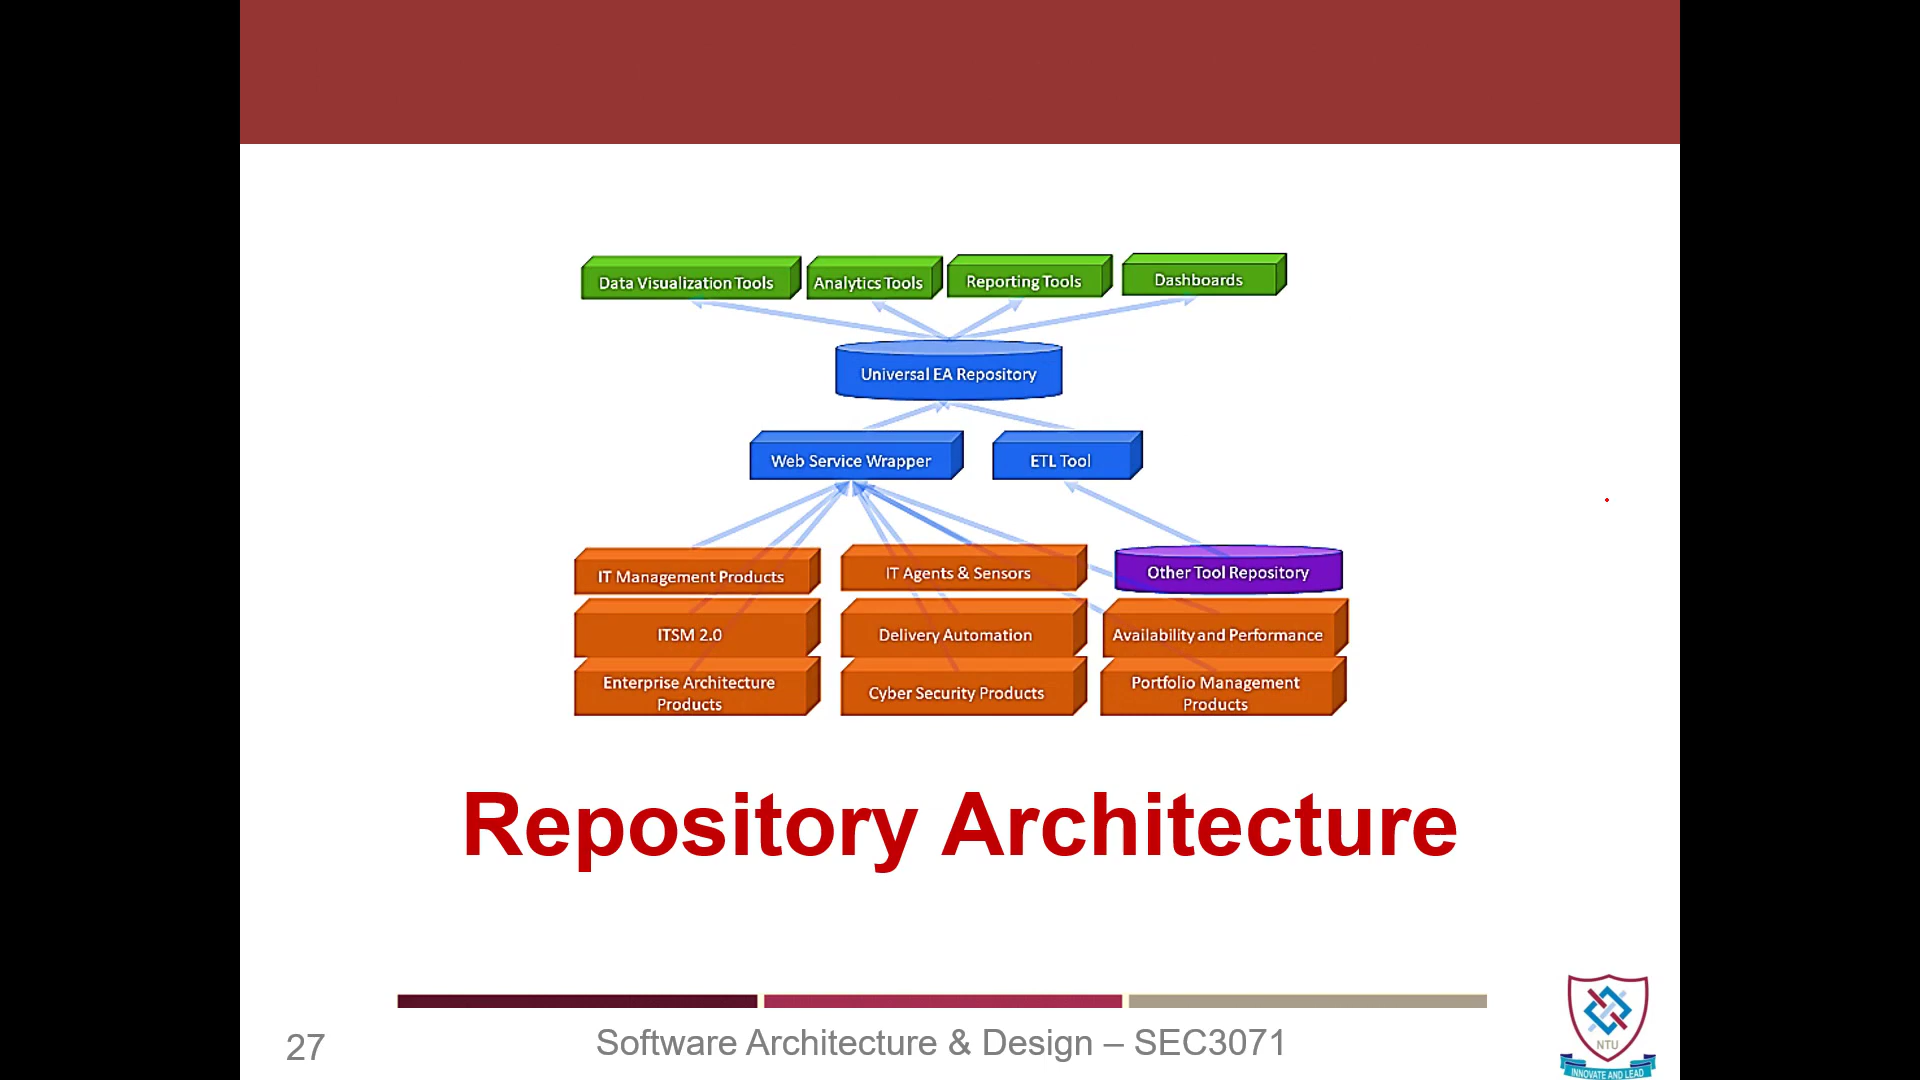 Data Visualization Tools
Analytics Tools
Reporting Tools
Dashboards
Universal EA Repository
Web Service Wrapper
ETL Tool
IT Management Products
IT Agents & Sensors
Other Tool Repository
ITSM 2.0
Delivery Automation
Availability and Performance
Enterprise Architecture
Products
Cyber Security Products
Portfolio Management
Products
Repository Architecture
27
Software Architecture & Design – SEC3071
NTU
INNOVATE AND LEAD